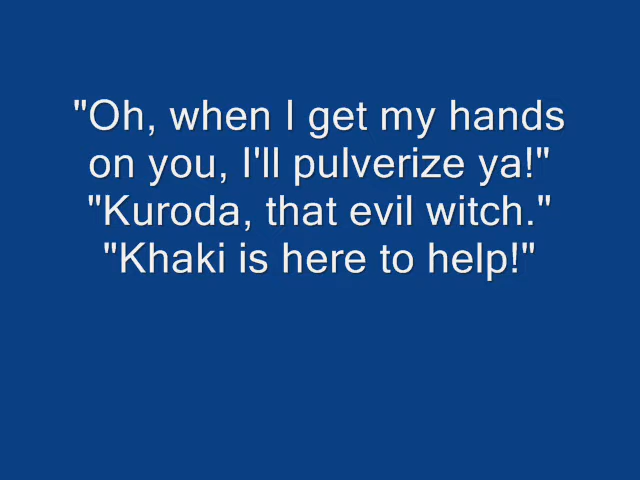 "Oh, when I get my hands
on you, I'll pulverize ya!"
"Kuroda, that evil witch."
"Khaki is here to help!"